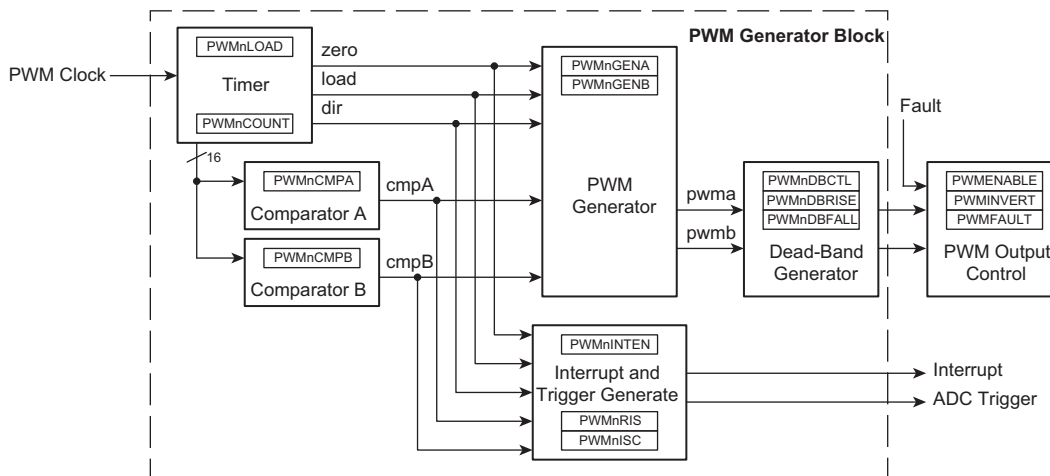 PWM Generator Block
PWM Clock
PWMnLOAD
Timer
PWMnCOUNT
zero
load
dir
16
PWMnCMPA
Comparator A
cmpA
PWMnCMPB
Comparator B
cmpB
PWMnGENA
PWMnGENB
PWM
Generator
pwma
pwmb
PWMnDBCTL
PWMnDBRISE
PWMnDBFALL
Dead-Band
Generator
Fault
PWMENABLE
PWMINVERT
PWMFAULT
PWM Output
Control
PWMnINTEN
Interrupt and
Trigger Generate
PWMnRIS
PWMnISC
Interrupt
ADC Trigger